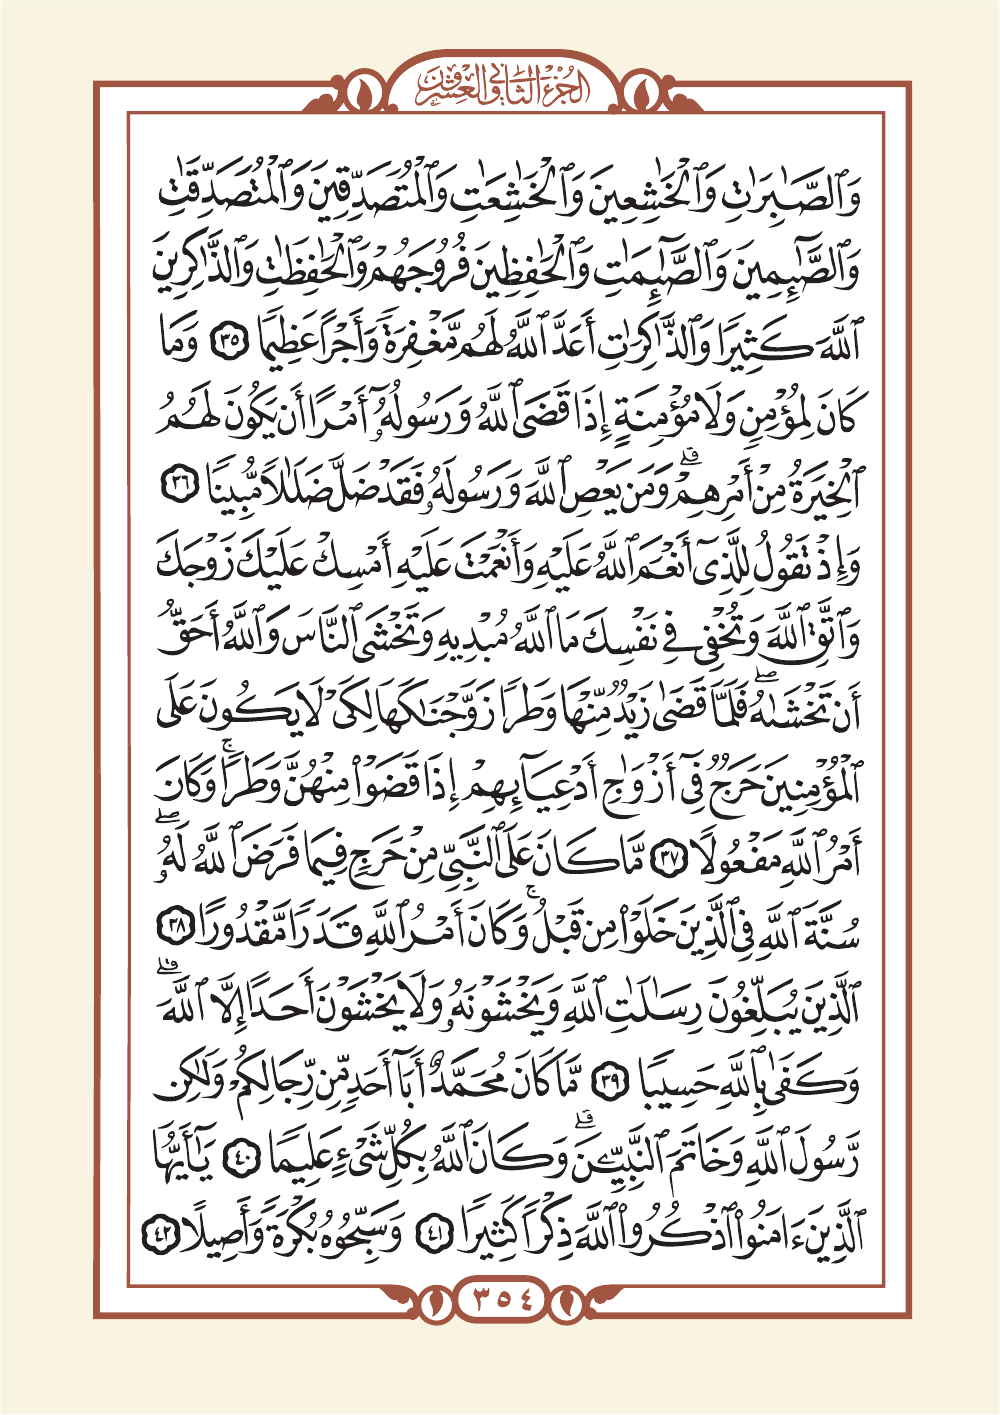 الجزء الثاني والعشرون
وَٱلصَّـٰبِرَٰتِ وَٱلْخَـٰشِعِينَ وَٱلْخَـٰشِعَـٰتِ وَٱلْمُتَصَدِّقِينَ وَٱلْمُتَصَدِّقَـٰتِ
وَٱلصَّـٰٓئِمِينَ وَٱلصَّـٰٓئِمَـٰتِ وَٱلْحَـٰفِظِينَ فُرُوجَهُمْ وَٱلْحَـٰفِظَـٰتِ وَٱلذَّٰكِرِينَ
ٱللَّهَ كَثِيرًا وَٱلذَّٰكِرَٰتِ أَعَدَّ ٱللَّهُ لَهُم مَّغْفِرَةً وَأَجْرًا عَظِيمًا ٣٥ وَمَا
كَانَ لِمُؤْمِنٍ وَلَا مُؤْمِنَةٍ إِذَا قَضَى ٱللَّهُ وَرَسُولُهُۥٓ أَمْرًا أَن يَكُونَ لَهُمُ
ٱلْخِيَرَةُ مِنْ أَمْرِهِمْ ۗ وَمَن يَعْصِ ٱللَّهَ وَرَسُولَهُۥ فَقَدْ ضَلَّ ضَلَـٰلًا مُّبِينًا ٣٦
وَإِذْ تَقُولُ لِلَّذِىٓ أَنْعَمَ ٱللَّهُ عَلَيْهِ وَأَنْعَمْتَ عَلَيْهِ أَمْسِكْ عَلَيْكَ زَوْجَكَ
وَٱتَّقِ ٱللَّهَ وَتُخْفِى فِى نَفْسِكَ مَا ٱللَّهُ مُبْدِيهِ وَتَخْشَى ٱلنَّاسَ وَٱللَّهُ أَحَقُّ
أَن تَخْشَىٰهُ ۖ فَلَمَّا قَضَىٰ زَيْدٌ مِّنْهَا وَطَرًا زَوَّجْنَـٰكَهَا لِكَىْ لَا يَكُونَ عَلَى
ٱلْمُؤْمِنِينَ حَرَجٌ فِىٓ أَزْوَٰجِ أَدْعِيَآئِهِمْ إِذَا قَضَوْا۟ مِنْهُنَّ وَطَرًا ۚ وَكَانَ
أَمْرُ ٱللَّهِ مَفْعُولًا ٣٧ مَّا كَانَ عَلَى ٱلنَّبِىِّ مِنْ حَرَجٍ فِيمَا فَرَضَ ٱللَّهُ لَهُۥ ۖ
سُنَّةَ ٱللَّهِ فِى ٱلَّذِينَ خَلَوْا۟ مِن قَبْلُ ۚ وَكَانَ أَمْرُ ٱللَّهِ قَدَرًا مَّقْدُورًا ٣٨
ٱلَّذِينَ يُبَلِّغُونَ رِسَـٰلَـٰتِ ٱللَّهِ وَيَخْشَوْنَهُۥ وَلَا يَخْشَوْنَ أَحَدًا إِلَّا ٱللَّهَ ۗ
وَكَفَىٰ بِٱللَّهِ حَسِيبًا ٣٩ مَّا كَانَ مُحَمَّدٌ أَبَآ أَحَدٍ مِّن رِّجَالِكُمْ وَلَـٰكِن
رَّسُولَ ٱللَّهِ وَخَاتَمَ ٱلنَّبِيِّـۧنَ ۗ وَكَانَ ٱللَّهُ بِكُلِّ شَىْءٍ عَلِيمًا ٤٠ يَـٰٓأَيُّهَا
ٱلَّذِينَ ءَامَنُوا۟ ٱذْكُرُوا۟ ٱللَّهَ ذِكْرًا كَثِيرًا ٤١ وَسَبِّحُوهُ بُكْرَةً وَأَصِيلًا ٤٢
٣٥٤